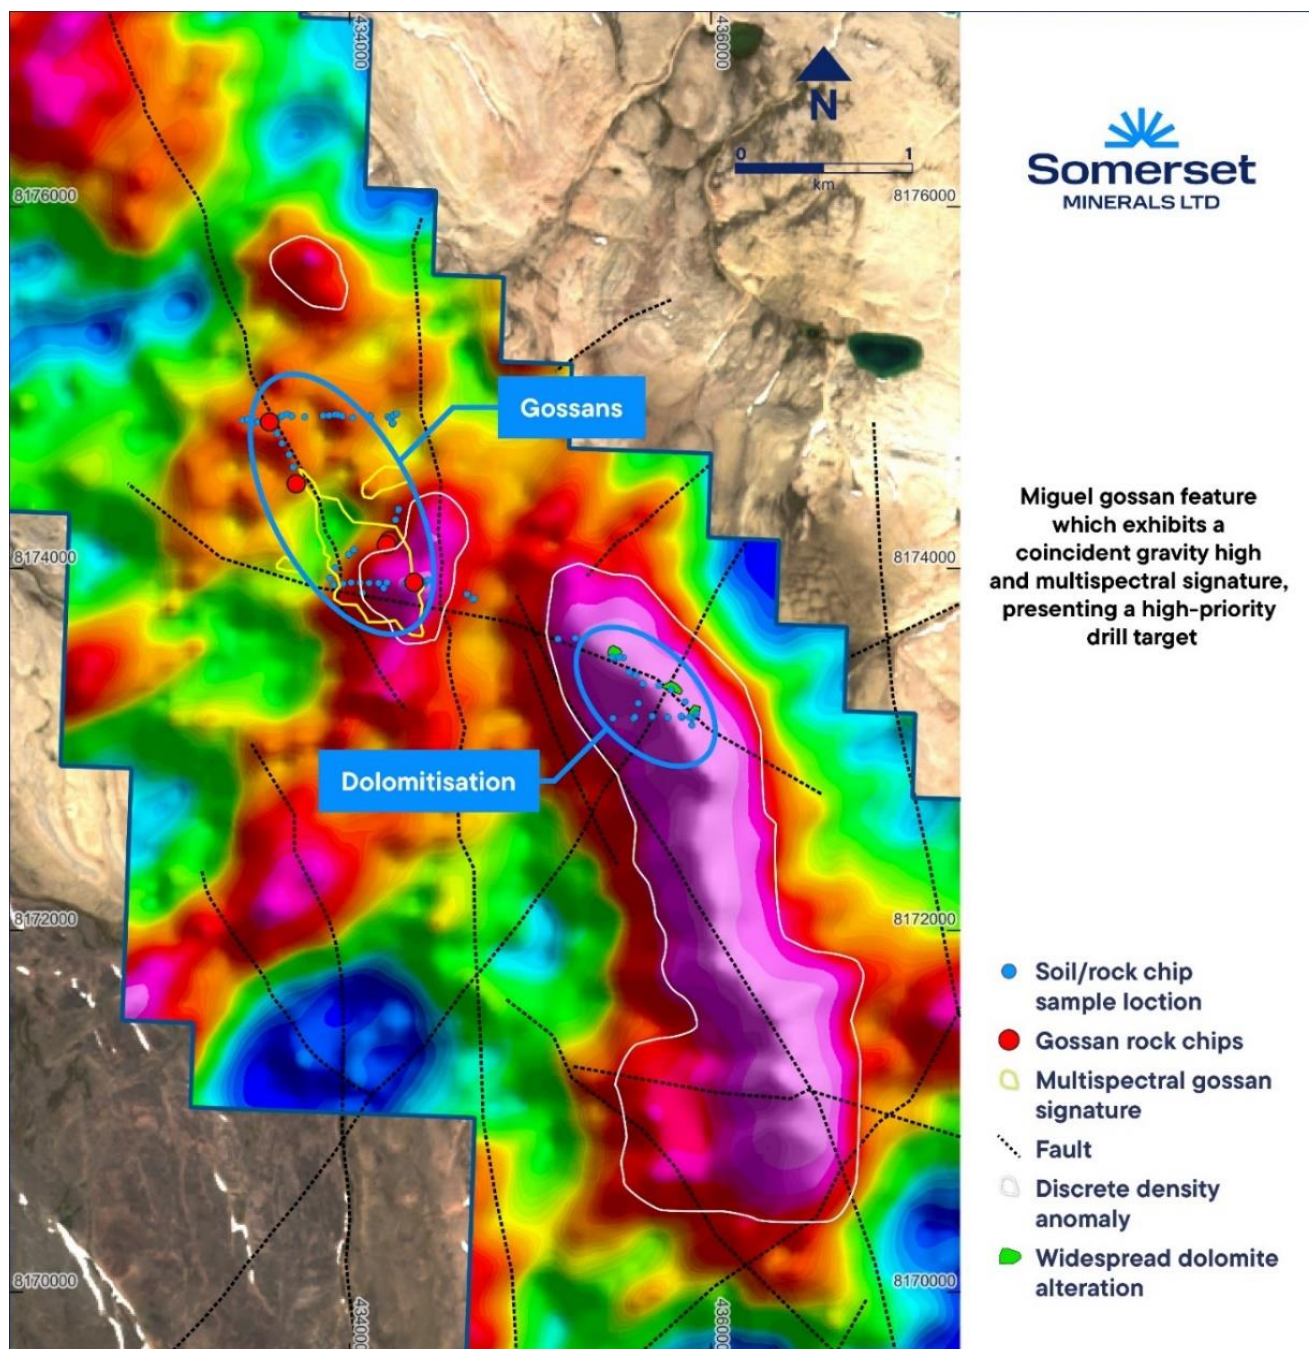 434000
436000
N
0 1
km
8176000
8176000
Somerset
MINERALS LTD
Gossans
Miguel gossan feature
which exhibits a
coincident gravity high
and multispectral signature,
presenting a high-priority
drill target
8174000
8174000
Dolomitisation
8172000
8172000
Soil/rock chip
sample loction
Gossan rock chips
Multispectral gossan
signature
Fault
Discrete density
anomaly
Widespread dolomite
alteration
8170000
8170000
434000
436000